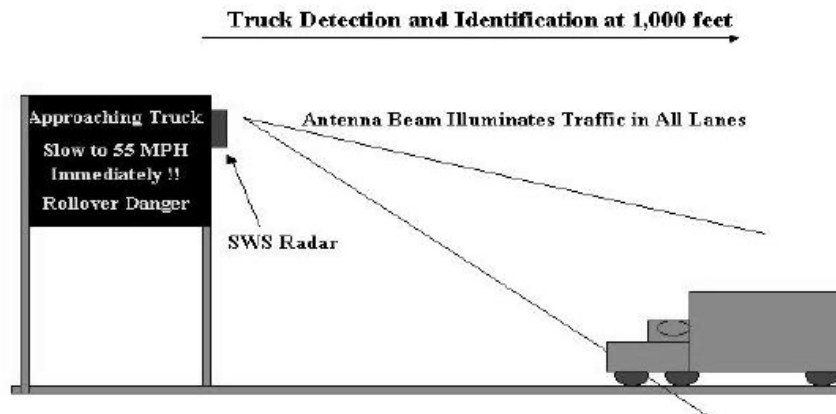 Truck Detection and Identification at 1,000 feet
Approaching Truck
Slow to 55 MPH
Immediately !!
Rollover Danger
Antenna Beam Illuminates Traffic in All Lanes
SWS Radar